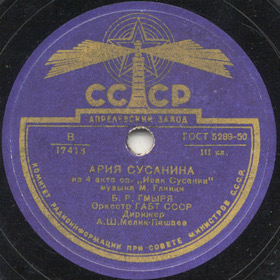 СССР
АПРЕЛЕВСКИЙ ЗАВОД
В
17413
ГОСТ 5289-50
III кл.
АРИЯ СУСАНИНА
из 4 акта оп. „Иван Сусанин“
музыка М. Глинки
Б. Р. ГМЫРЯ
Оркестр ГАБТ СССР
Дирижер
А.Ш.Мелик-Пашаев
КОМИТЕТ РАДИОИНФОРМАЦИИ ПРИ СОВЕТЕ МИНИСТРОВ СССР